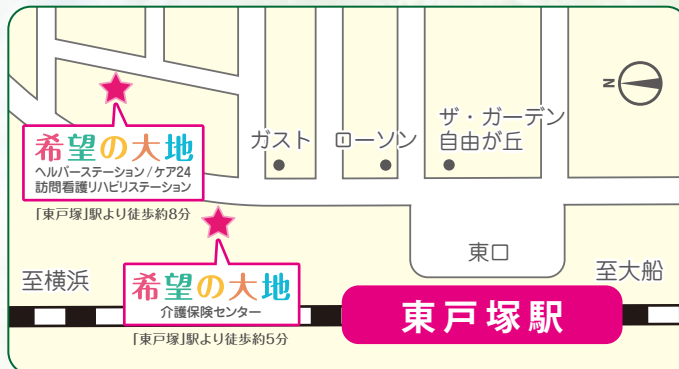 希望の大地
ヘルパーステーション/ケア24
訪問看護リハビリステーション
「東戸塚」駅より徒歩約8分
ガスト
ローソン
ザ・ガーデン
自由が丘
N
東口
至横浜
希望の大地
介護保険センター
「東戸塚」駅より徒歩約5分
東戸塚駅
至大船